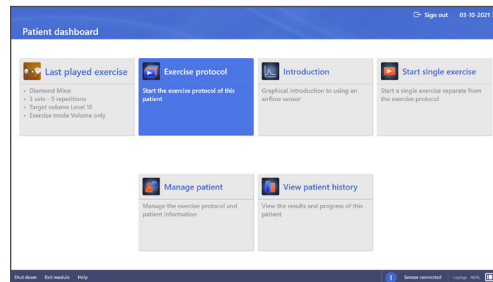 Sign out 03-10-2021
Patient dashboard
Last played exercise
• Diamond Mine
• 3 sets - 5 repetitions
• Target volume Level 10
• Exercise mode Volume only
Exercise protocol
Start the exercise protocol of this
patient
Introduction
Graphical introduction to using an
airflow sensor
Start single exercise
Start a single exercise separate from
the exercise protocol
Manage patient
Manage the exercise protocol and
patient information
View patient history
View the results and progress of this
patient
Shut down Exit module Help
Sensor connected Laptop 100%